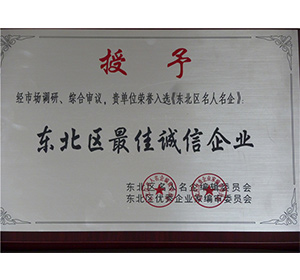 授予
经市场调研、综合审议，贵单位荣誉入选《东北区名人名企》
东北区最佳诚信企业
东北区名人名企编辑委员会
东北区优秀企业家编审委员会